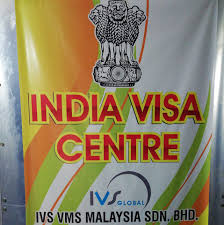 INDIA VISA
CENTRE
IVS
GLOBAL
IVS VMS MALAYSIA SDN, BHD.